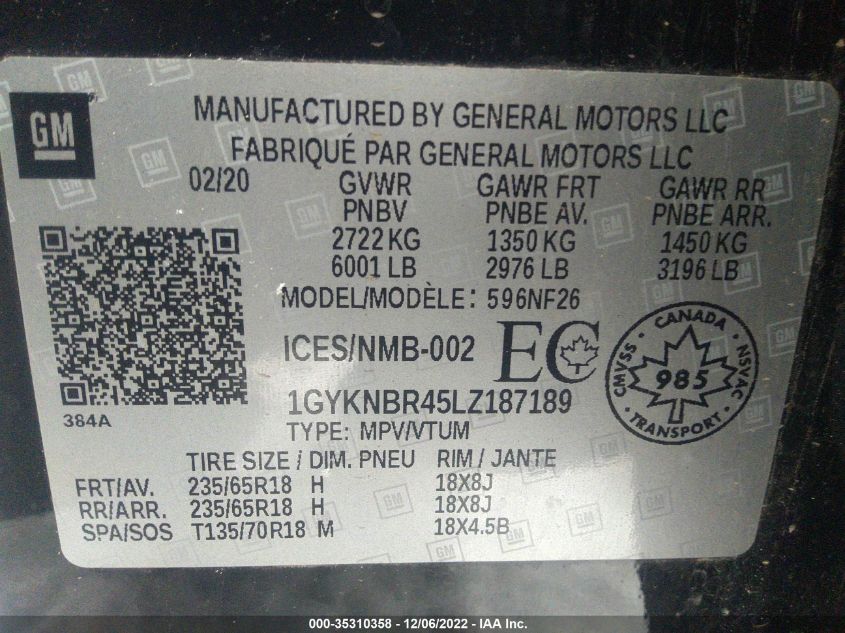 GM
MANUFACTURED BY GENERAL MOTORS LLC
FABRIQUÉ PAR GENERAL MOTORS LLC
02/20 GVWR GAWR FRT GAWR RR
PNBV PNBE AV. PNBE ARR.
2722 KG 1350 KG 1450 KG
6001 LB 2976 LB 3196 LB
MODEL/MODÈLE: 596NF26
ICES/NMB-002 EC
CANADA
CMVSS 985 NSVAC
TRANSPORT
1GYKNBR45LZ187189
384A
TYPE: MPV/VTUM
TIRE SIZE / DIM. PNEU RIM / JANTE
FRT/AV. 235/65R18 H 18X8J
RR/ARR. 235/65R18 H 18X8J
SPA/SOS T135/70R18 M 18X4.5B
000-35310358 - 12/06/2022 - IAA Inc.